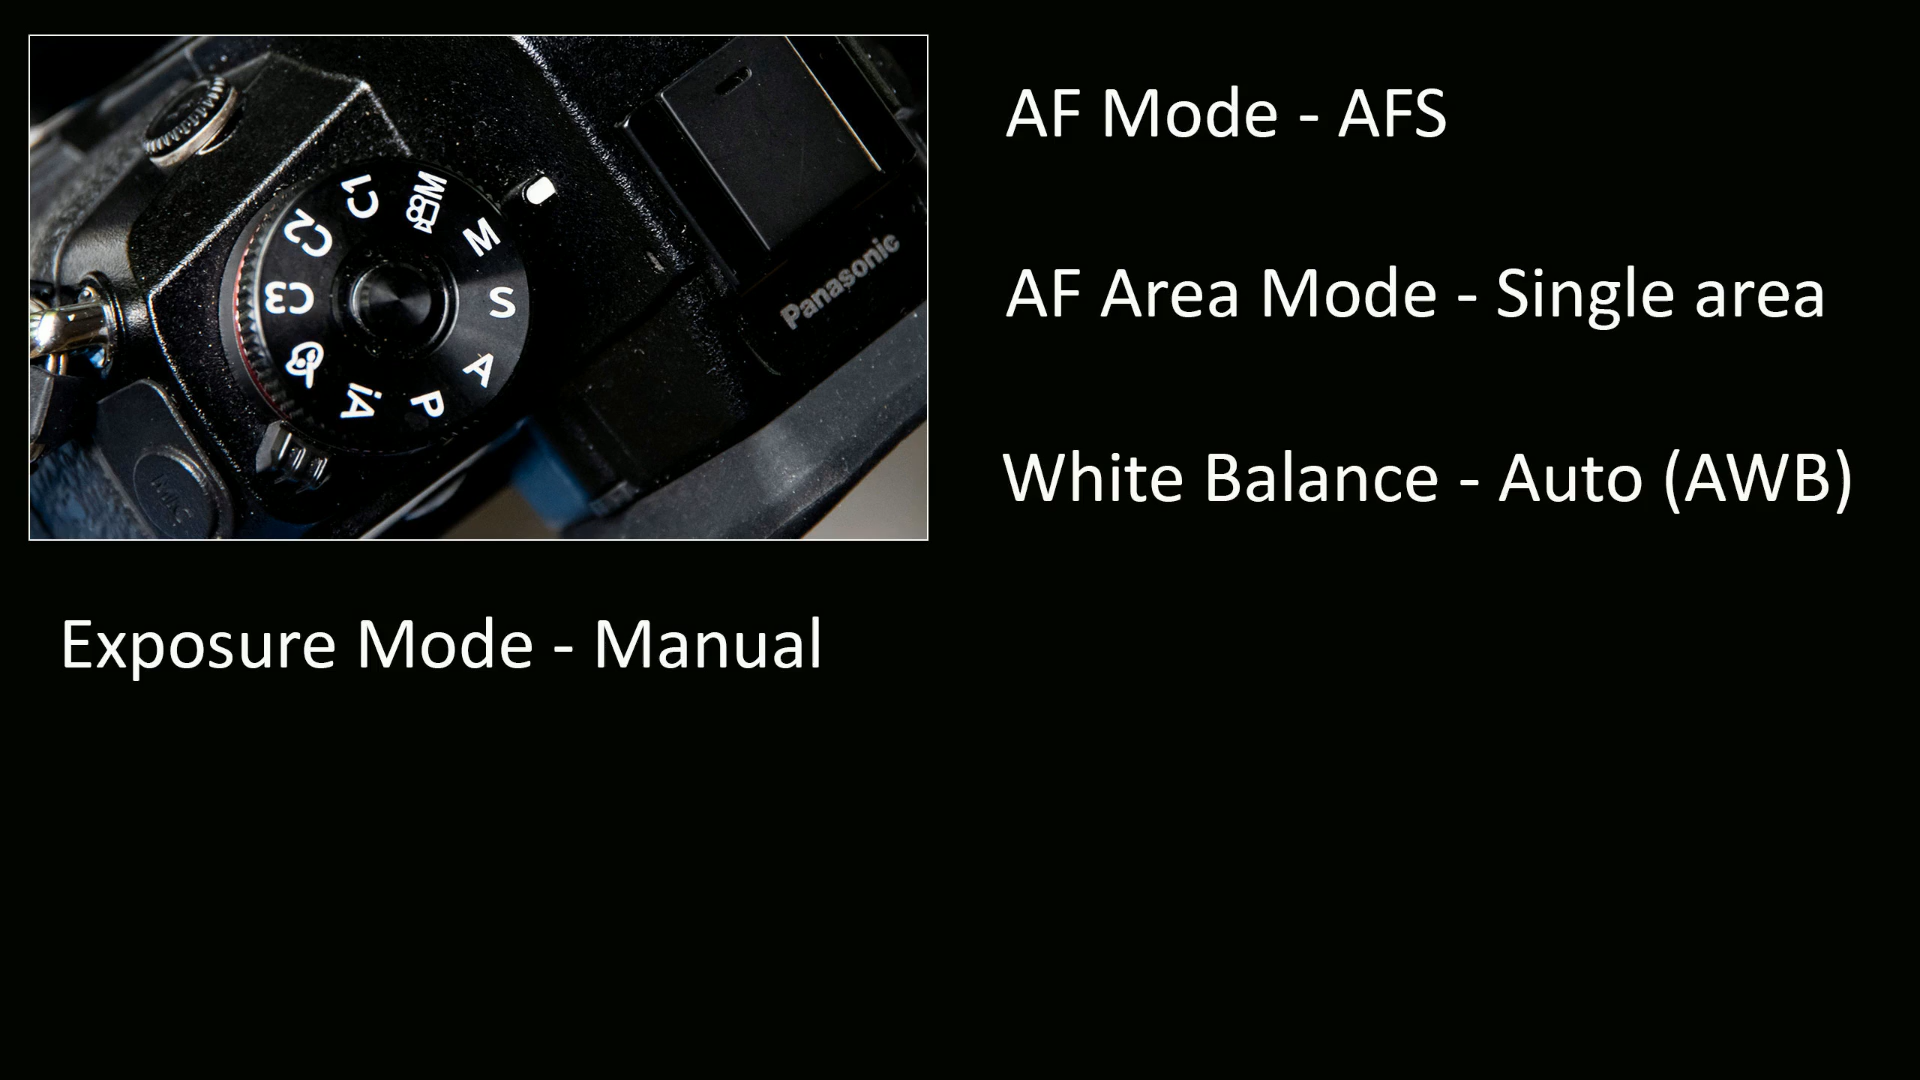 C1
M
M
C2
C3
S
A
iA
P
Panasonic
MIC
Exposure Mode - Manual
AF Mode - AFS
AF Area Mode - Single area
White Balance - Auto (AWB)